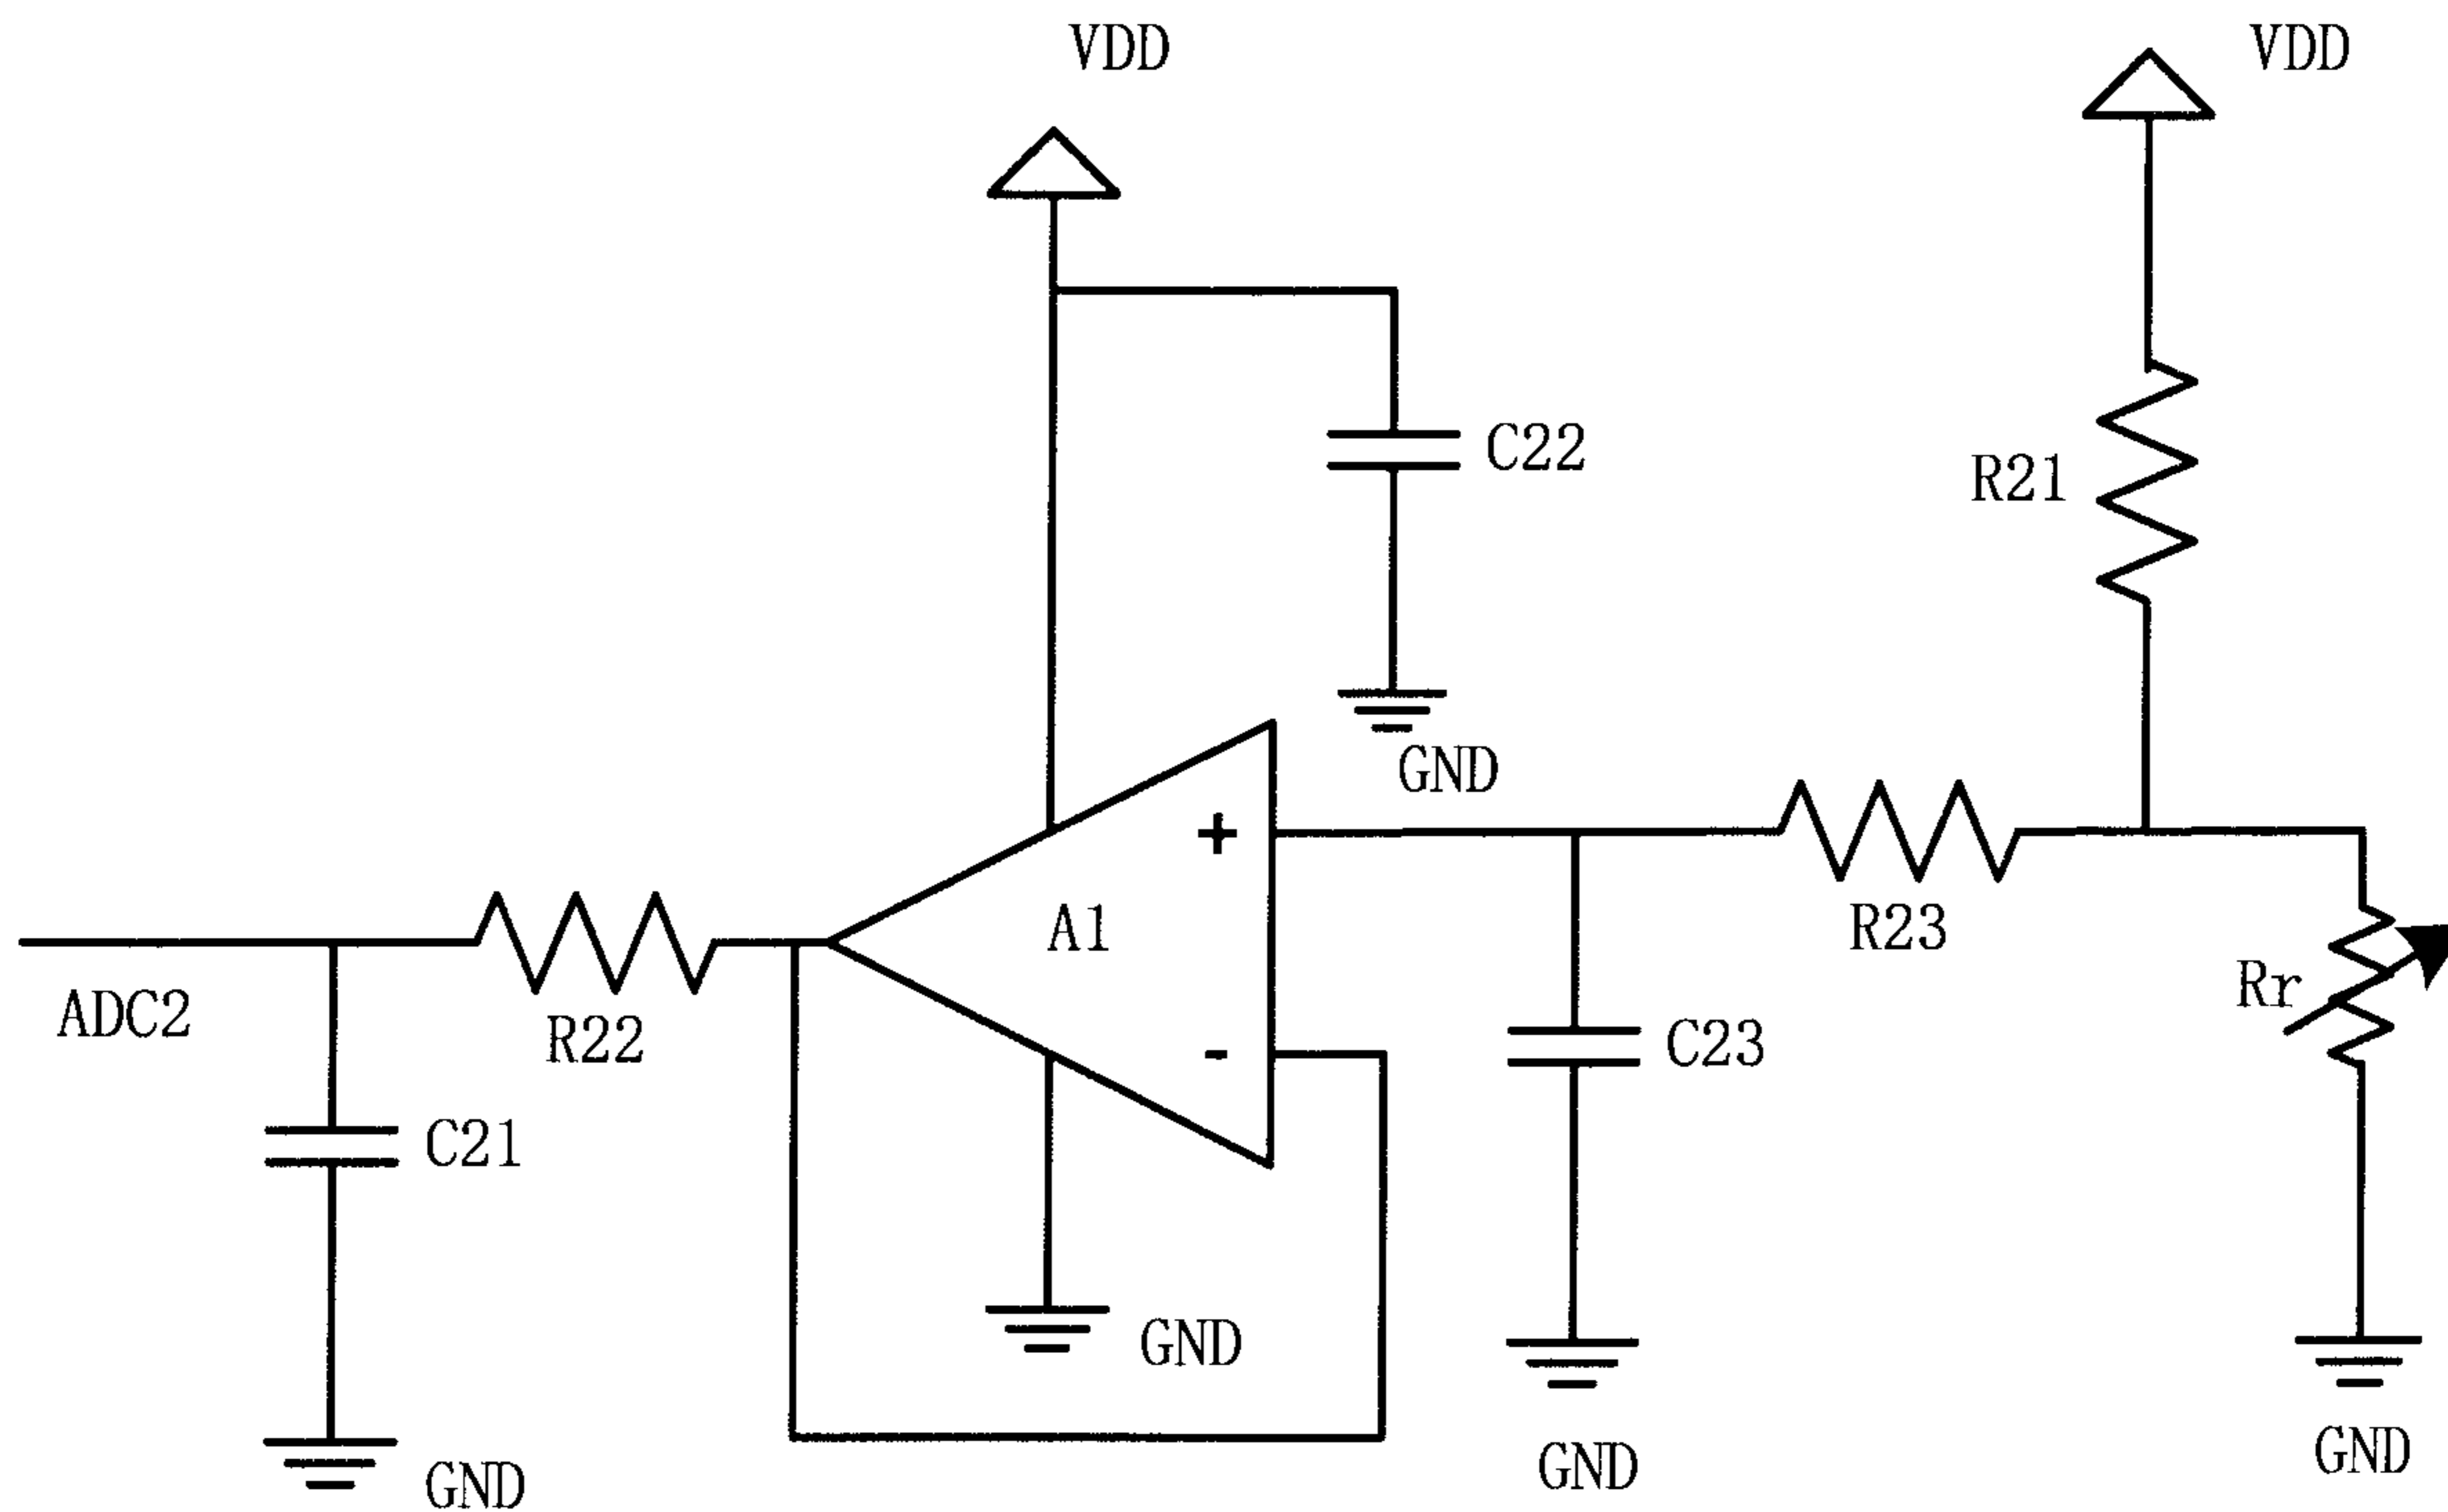 VDD
VDD
C22
R21
GND
+
A1
R23
Rr
ADC2
R22
-
C23
C21
GND
GND
GND
GND